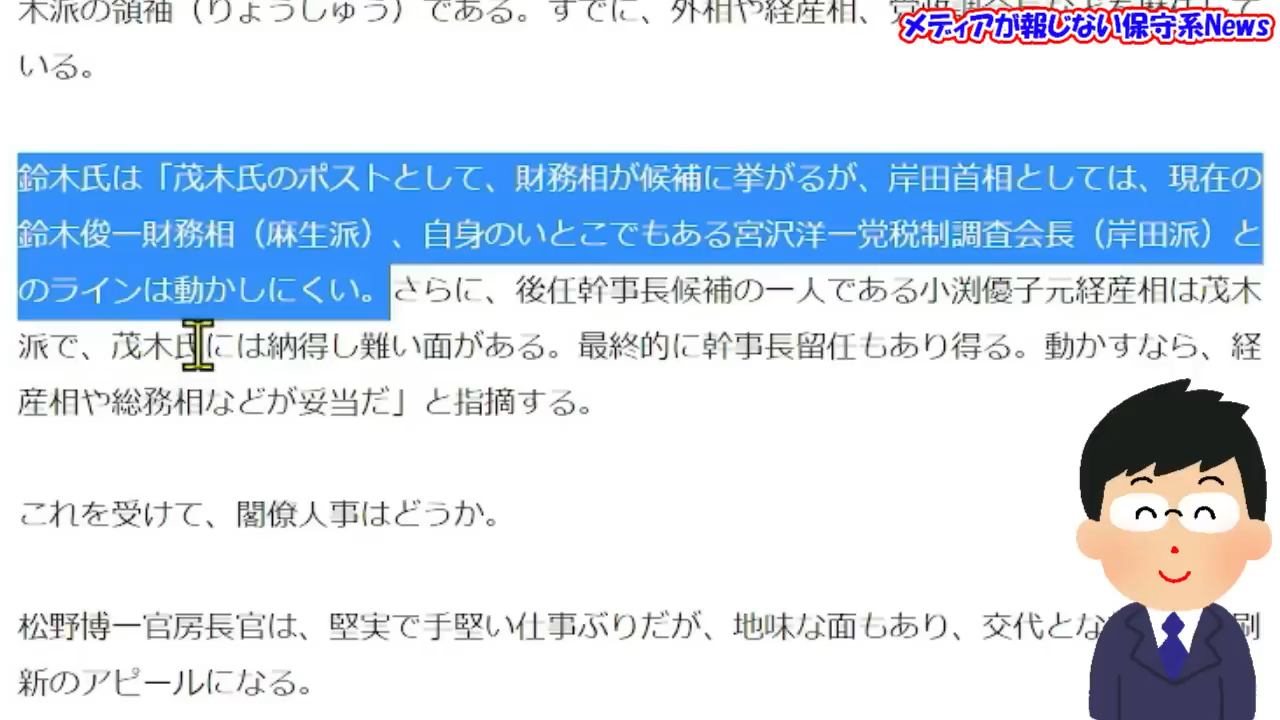 木派の領袖（りょうしゅう）である。すでに、外相や経産相、
メディアが報じない保守系News
いる。
鈴木氏は「茂木氏のポストとして、財務相が候補に挙がるが、岸田首相としては、現在の
鈴木俊一財務相（麻生派）、自身のいとこでもある宮沢洋一党税制調査会長（岸田派）と
のラインは動かしにくい。さらに、後任幹事長候補の一人である小渕優子元経産相は茂木
派で、茂木氏には納得し難い面がある。最終的に幹事長留任もあり得る。動かすなら、経
産相や総務相などが妥当だ」と指摘する。
これを受けて、閣僚人事はどうか。
松野博一官房長官は、堅実で手堅い仕事ぶりだが、地味な面もあり、交代とな
新のアピールになる。